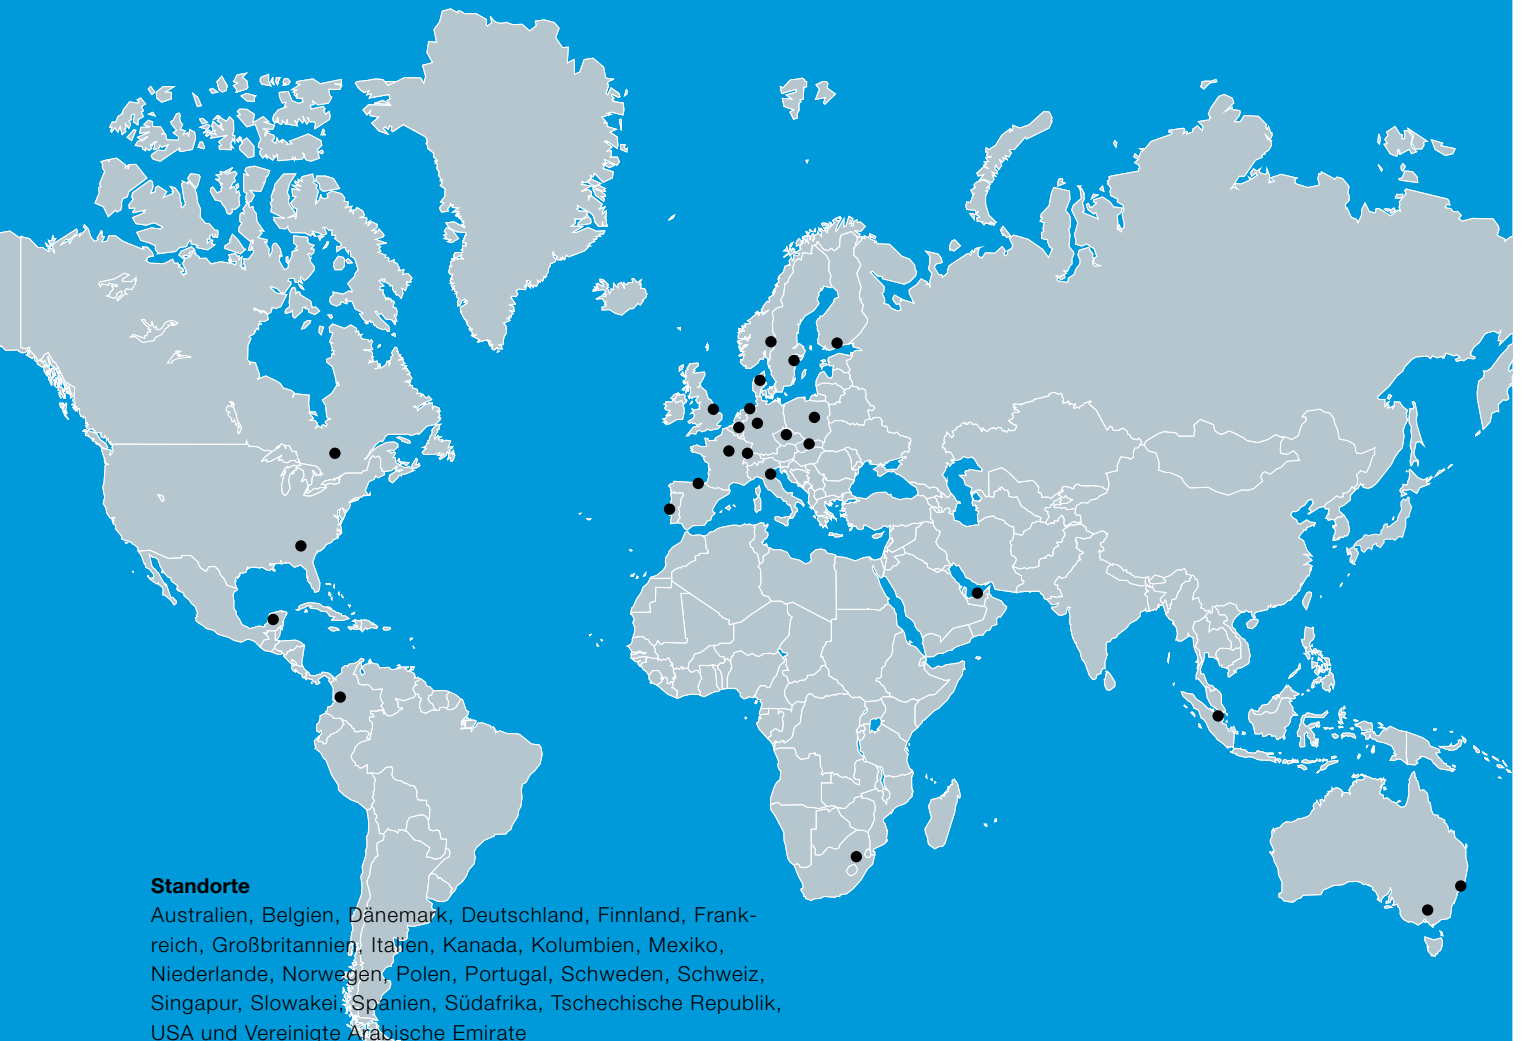 Standorte
Australien, Belgien, Dänemark, Deutschland, Finnland, Frank-
reich, Großbritannien, Italien, Kanada, Kolumbien, Mexiko,
Niederlande, Norwegen, Polen, Portugal, Schweden, Schweiz,
Singapur, Slowakei, Spanien, Südafrika, Tschechische Republik,
USA und Vereinigte Arabische Emirate